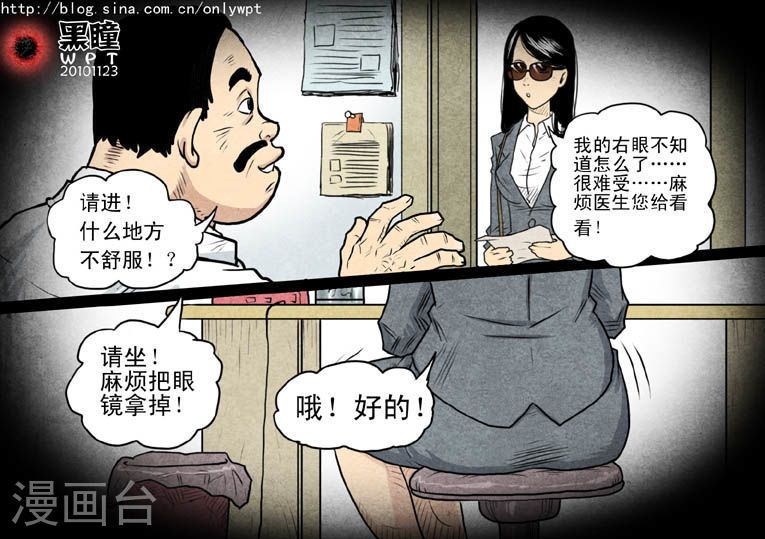 http://blog.sina.com.cn/onlywpt
黑瞳
WPT
20101123
请进！
什么地方
不舒服！？
我的右眼不知
道怎么了……
很难受……麻
烦医生您给看
看！
请坐！
麻烦把眼
镜拿掉！
哦！好的！
漫画台